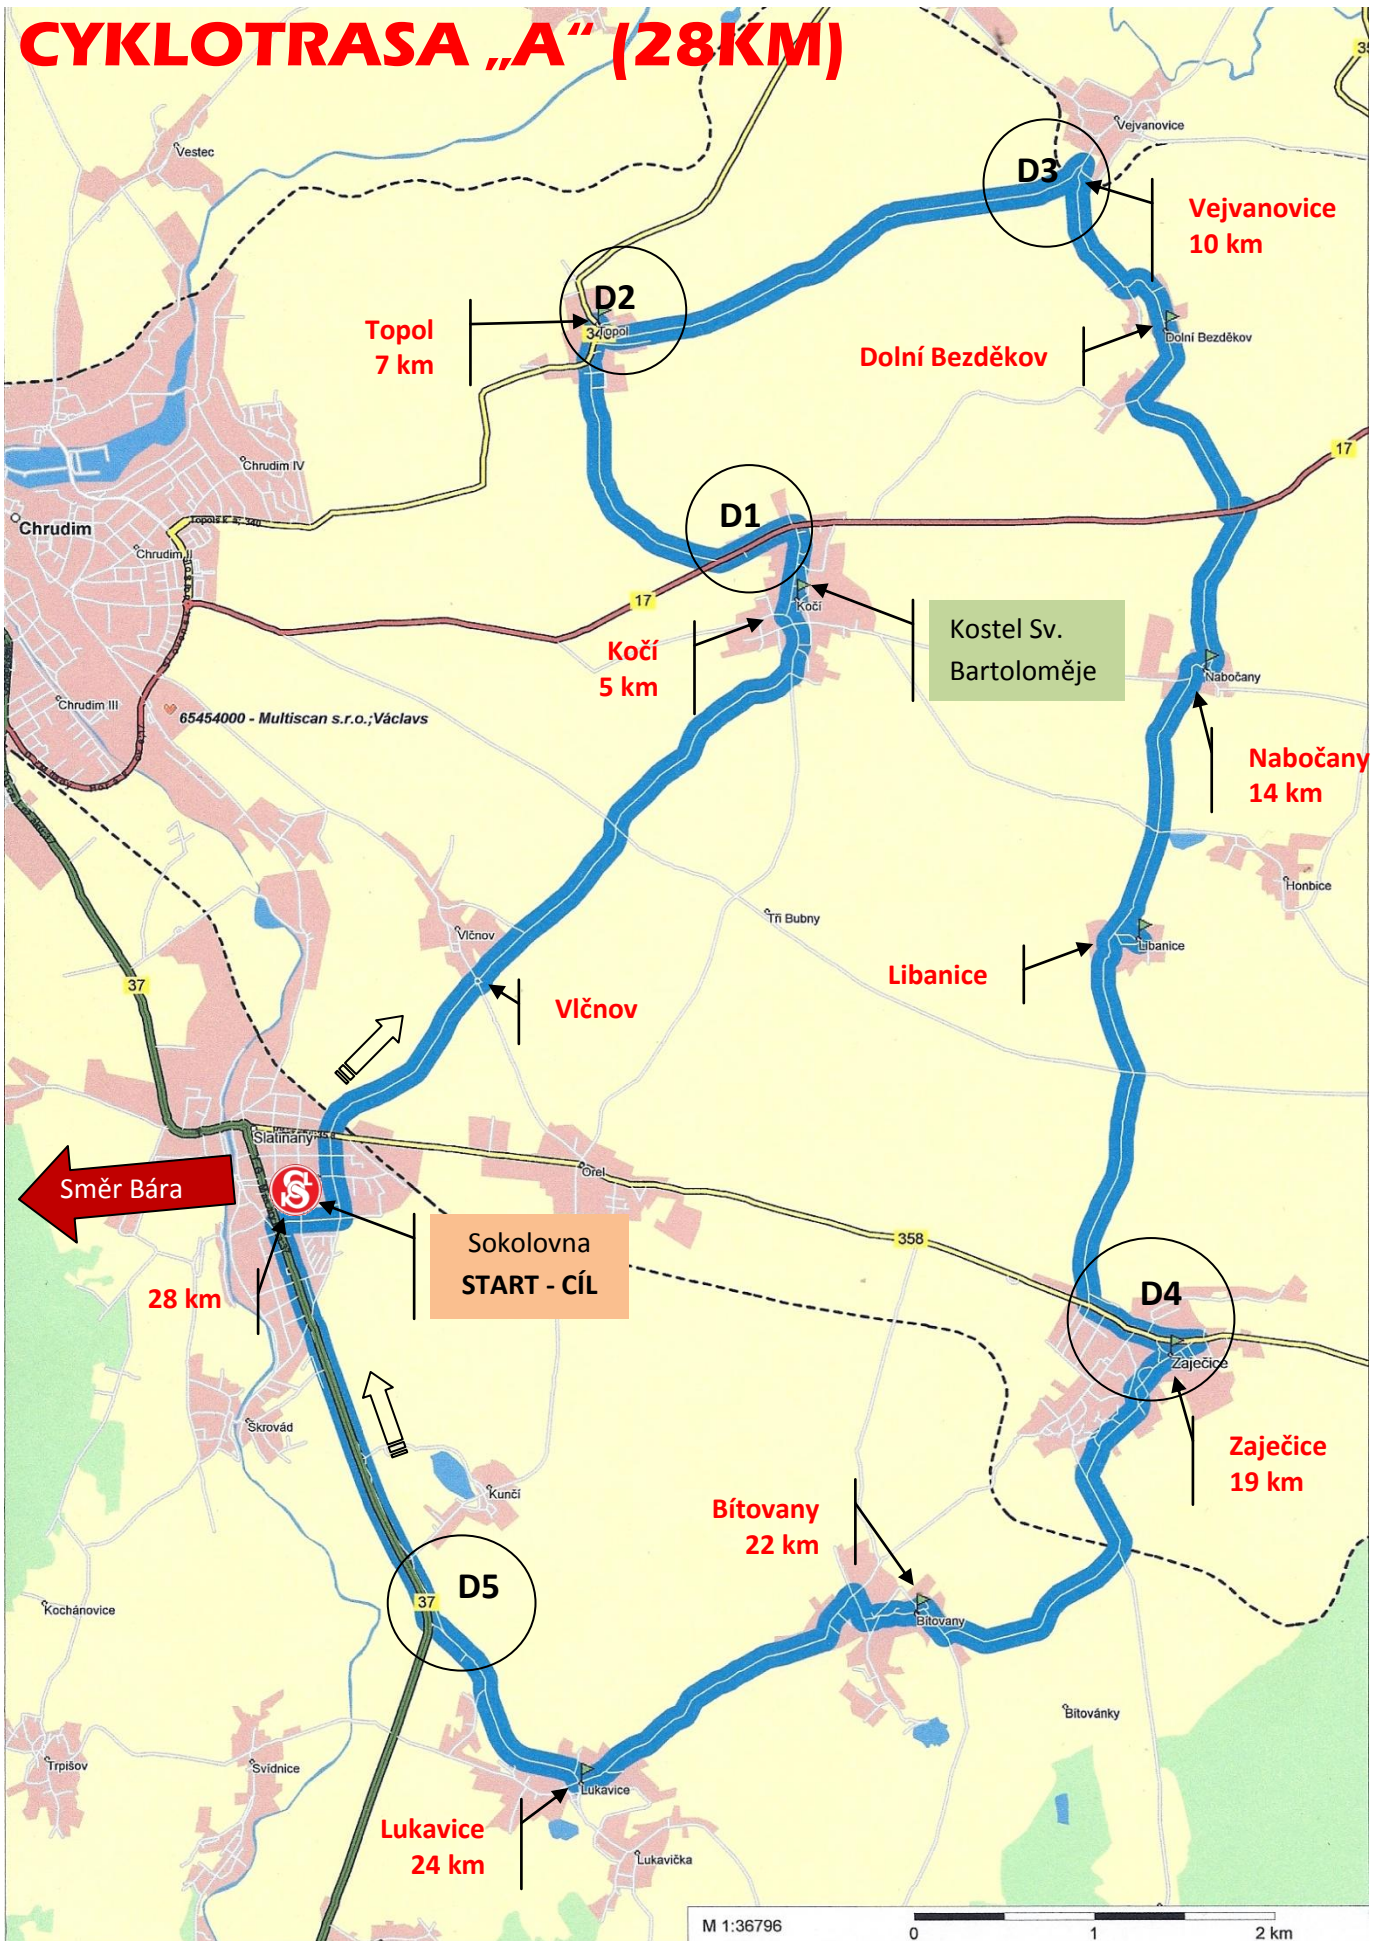 CYKLOTRASA „A“ (28KM)
Vestec
Vejvanovice
D3
Vejvanovice
10 km
D2
Topol
Topol
7 km
Dolní Bezděkov
Dolní Bezděkov
17
Chrudim IV
Chrudim
Chrudim II
D1
17
Kočí
Kočí
5 km
Kostel Sv.
Bartoloměje
Nabočany
Chrudim III
65454000 - Multiscan s.r.o.;Václavs
Nabočany
14 km
Honbice
Tři Bubny
Vlčnov
Libanice
Libanice
37
Vlčnov
Slatiňany
Orel
Směr Bára
KČSL
Sokolovna
START - CÍL
358
28 km
D4
Zaječice
Škrovád
Zaječice
19 km
Kunčí
Bítovany
22 km
D5
37
Kochánovice
Bítovany
Bítovánky
Trpišov
Svídnice
Lukavice
Lukavice
24 km
Lukavička
M 1:36796
0 1 2 km